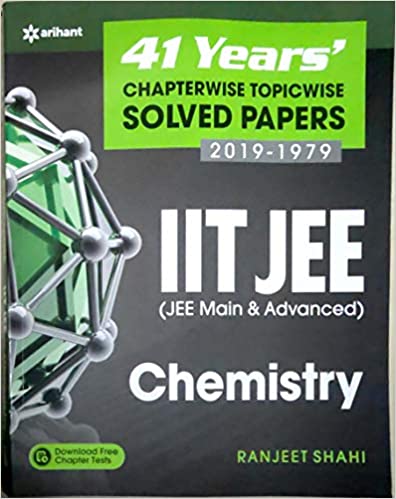 arihant
41 Years'
CHAPTERWISE TOPICWISE
SOLVED PAPERS
2019-1979
IIT JEE
(JEE Main & Advanced)
Chemistry
Download Free
Chapter Tests
RANJEET SHAHI